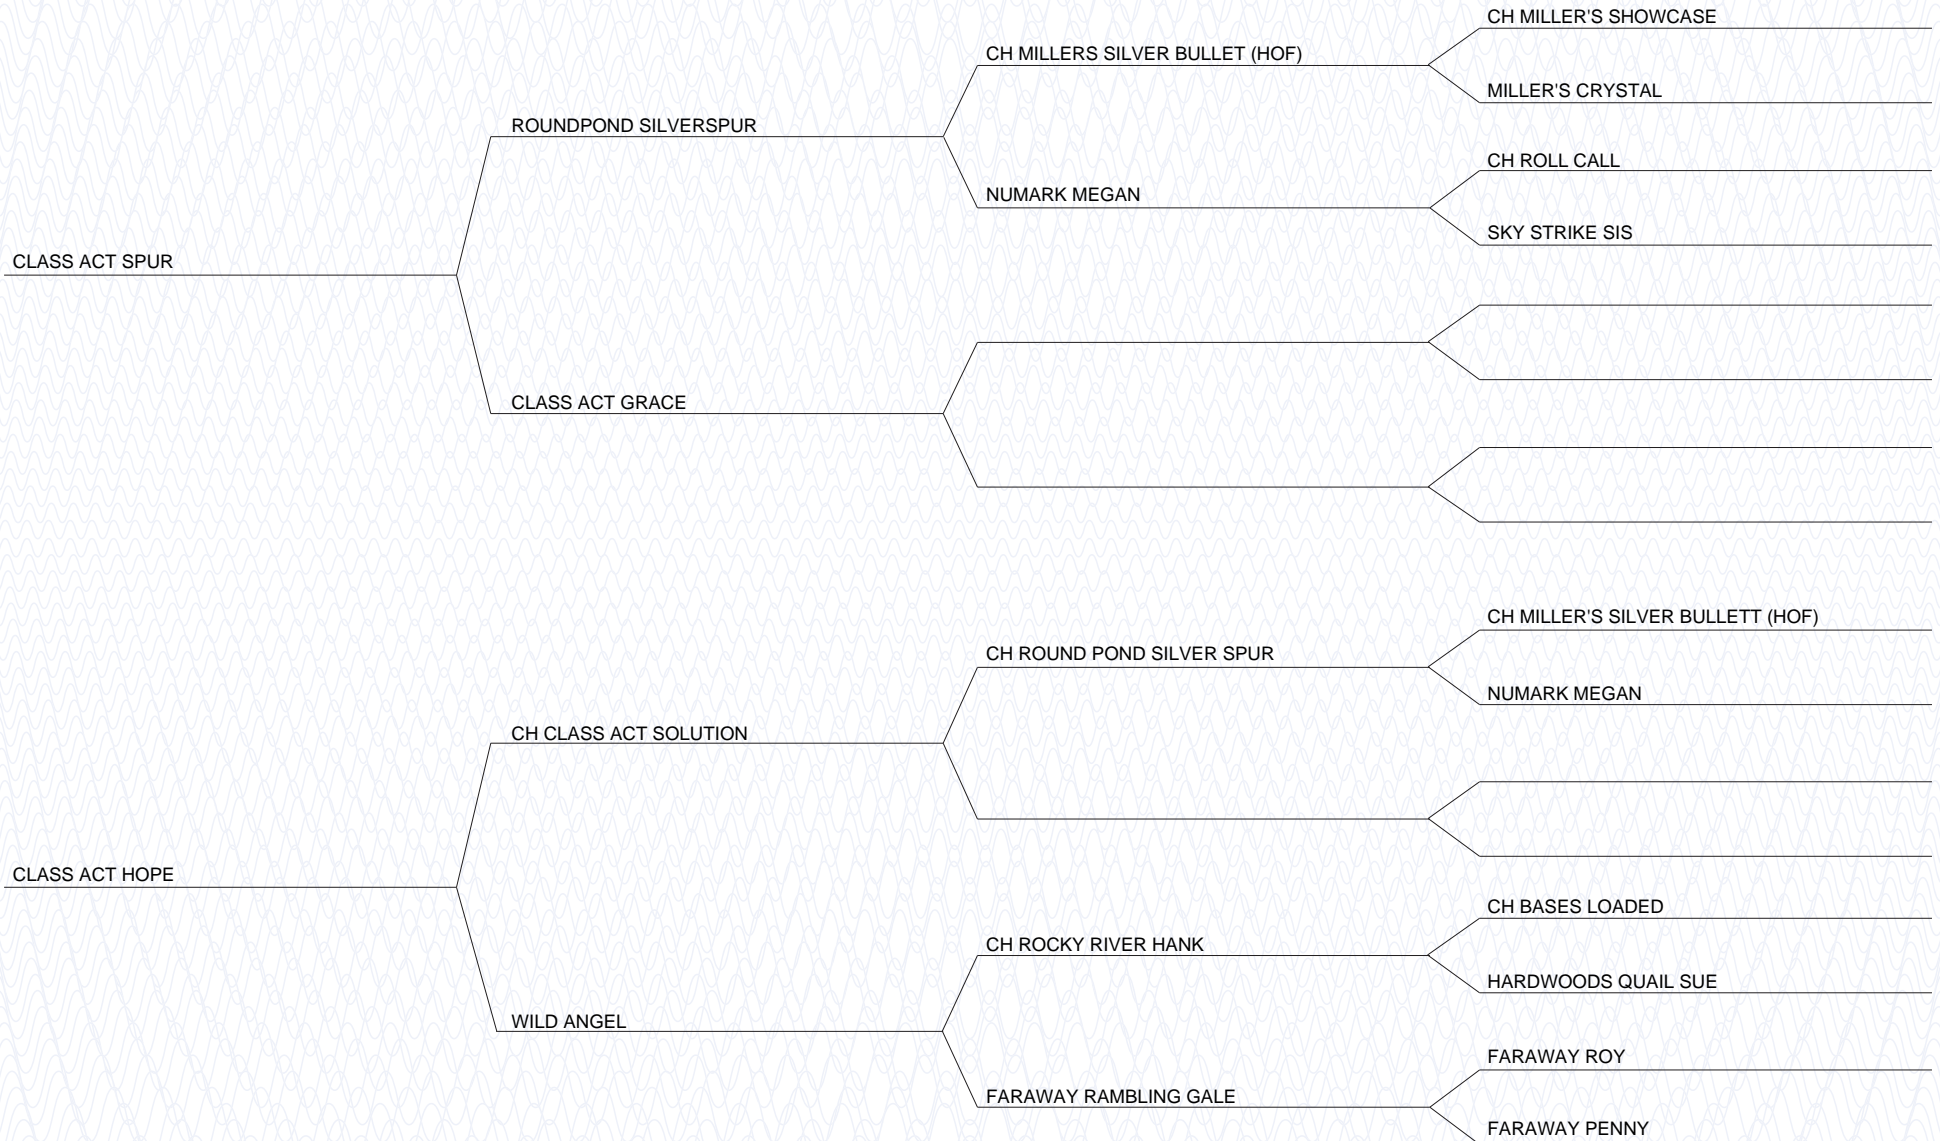 CH MILLER'S SHOWCASE
CH MILLERS SILVER BULLET (HOF)
MILLER'S CRYSTAL
ROUNDPOND SILVERSPUR
CH ROLL CALL
NUMARK MEGAN
SKY STRIKE SIS
CLASS ACT SPUR
CLASS ACT GRACE
CH MILLER'S SILVER BULLETT (HOF)
CH ROUND POND SILVER SPUR
NUMARK MEGAN
CH CLASS ACT SOLUTION
CLASS ACT HOPE
CH BASES LOADED
CH ROCKY RIVER HANK
HARDWOODS QUAIL SUE
WILD ANGEL
FARAWAY ROY
FARAWAY RAMBLING GALE
FARAWAY PENNY